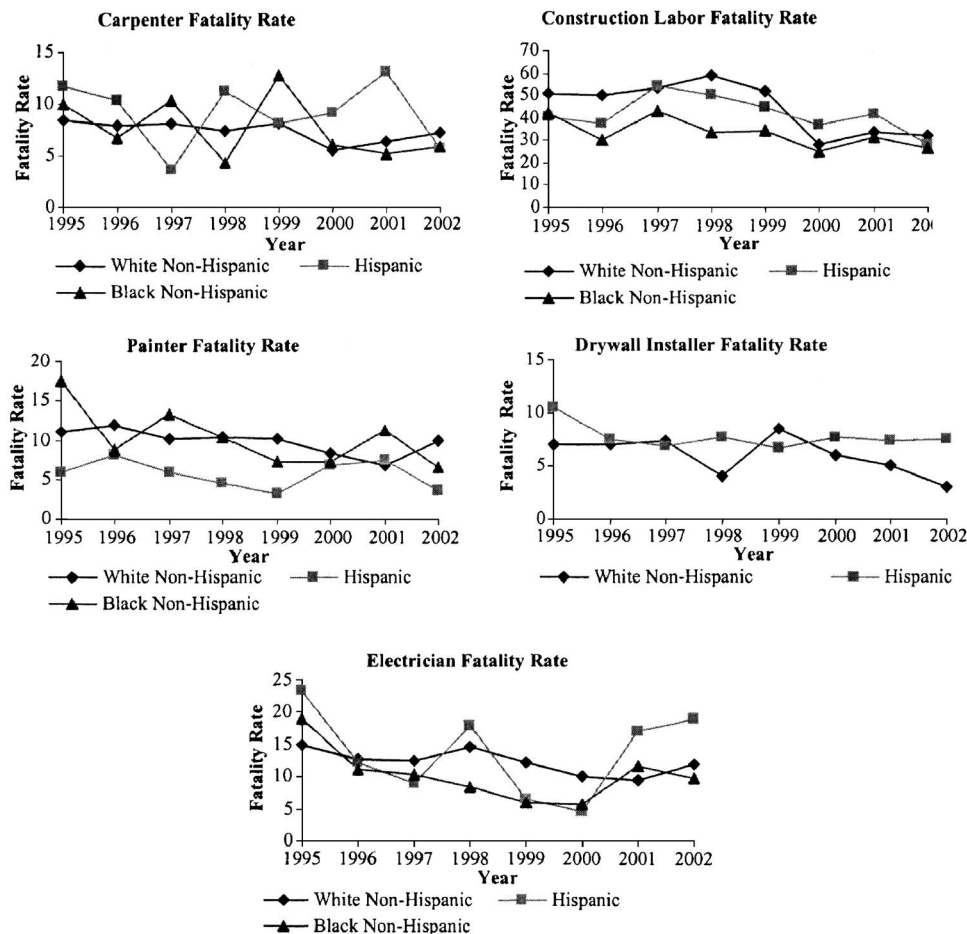 Carpenter Fatality Rate
Fatality Rate
15
10
5
0
1995 1996 1997 1998 1999 2000 2001 2002
Year
White Non-Hispanic Hispanic
Black Non-Hispanic
Construction Labor Fatality Rate
Fatality Rate
70
60
50
40
30
20
10
0
1995 1996 1997 1998 1999 2000 2001 20
Year
White Non-Hispanic Hispanic
Black Non-Hispanic
Painter Fatality Rate
Fatality Rate
20
15
10
5
0
1995 1996 1997 1998 1999 2000 2001 2002
Year
White Non-Hispanic Hispanic
Black Non-Hispanic
Drywall Installer Fatality Rate
Fatality Rate
15
10
5
0
1995 1996 1997 1998 1999 2000 2001 2002
Year
White Non-Hispanic Hispanic
Electrician Fatality Rate
Fatality Rate
25
20
15
10
5
0
1995 1996 1997 1998 1999 2000 2001 2002
Year
White Non-Hispanic Hispanic
Black Non-Hispanic